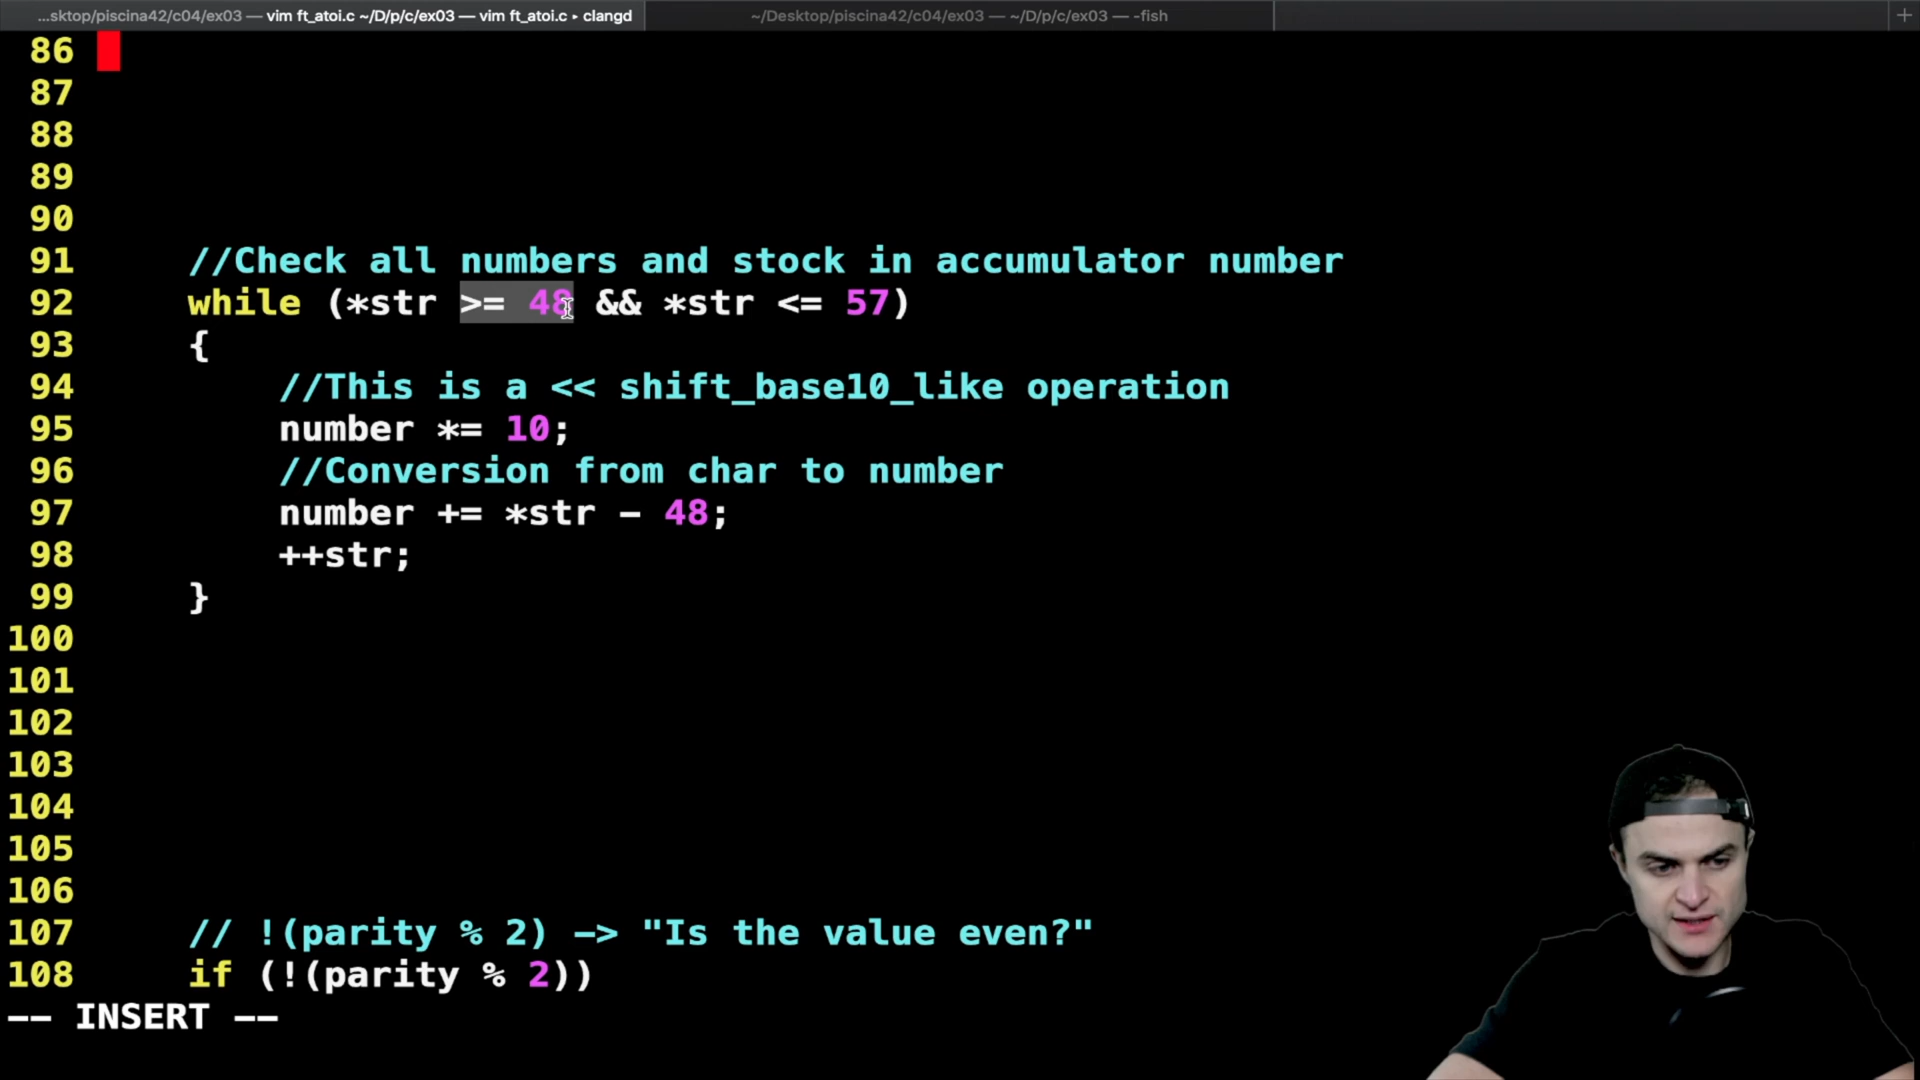 ...sktop/piscina42/c04/ex03 — vim ft_atoi.c ~/D/p/c/ex03 — vim ft_atoi.c ▸ clangd
~/Desktop/piscina42/c04/ex03 — ~/D/p/c/ex03 — -fish
+
86
87
88
89
90
91 //Check all numbers and stock in accumulator number
92 while (*str >= 48 && *str <= 57)
93 {
94 //This is a << shift_base10_like operation
95 number *= 10;
96 //Conversion from char to number
97 number += *str - 48;
98 ++str;
99 }
100
101
102
103
104
105
106
107 // !(parity % 2) -> "Is the value even?"
108 if (!(parity % 2))
-- INSERT --